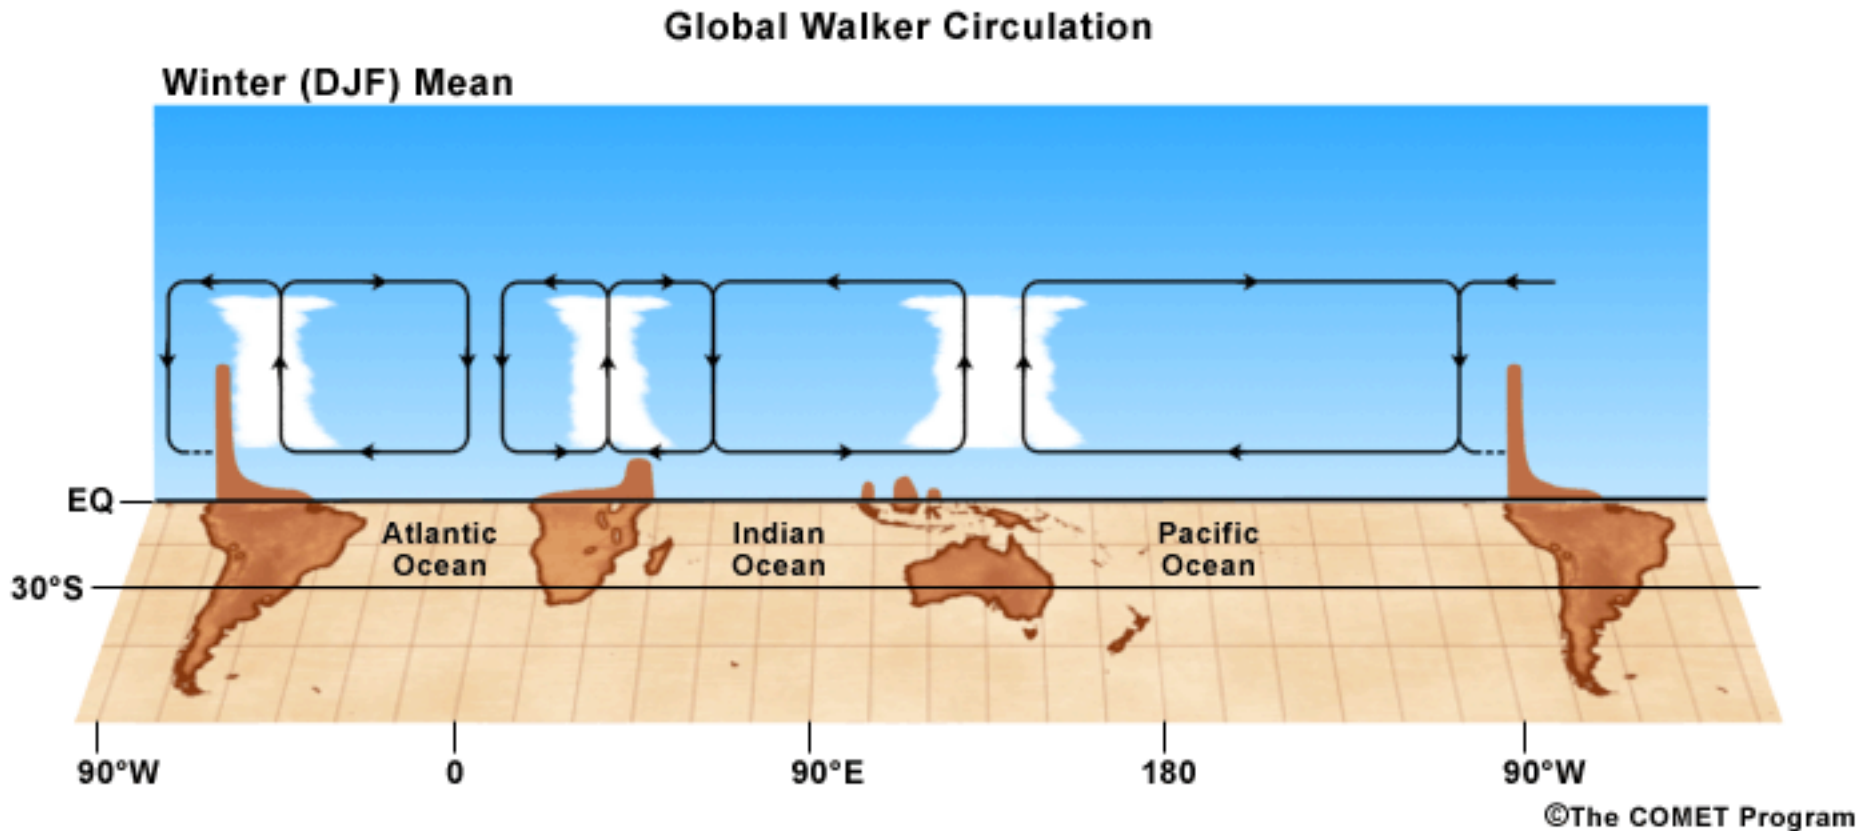 Global Walker Circulation
Winter (DJF) Mean
EQ
Atlantic
Ocean
Indian
Ocean
Pacific
Ocean
30°S
90°W
0
90°E
180
90°W
©The COMET Program